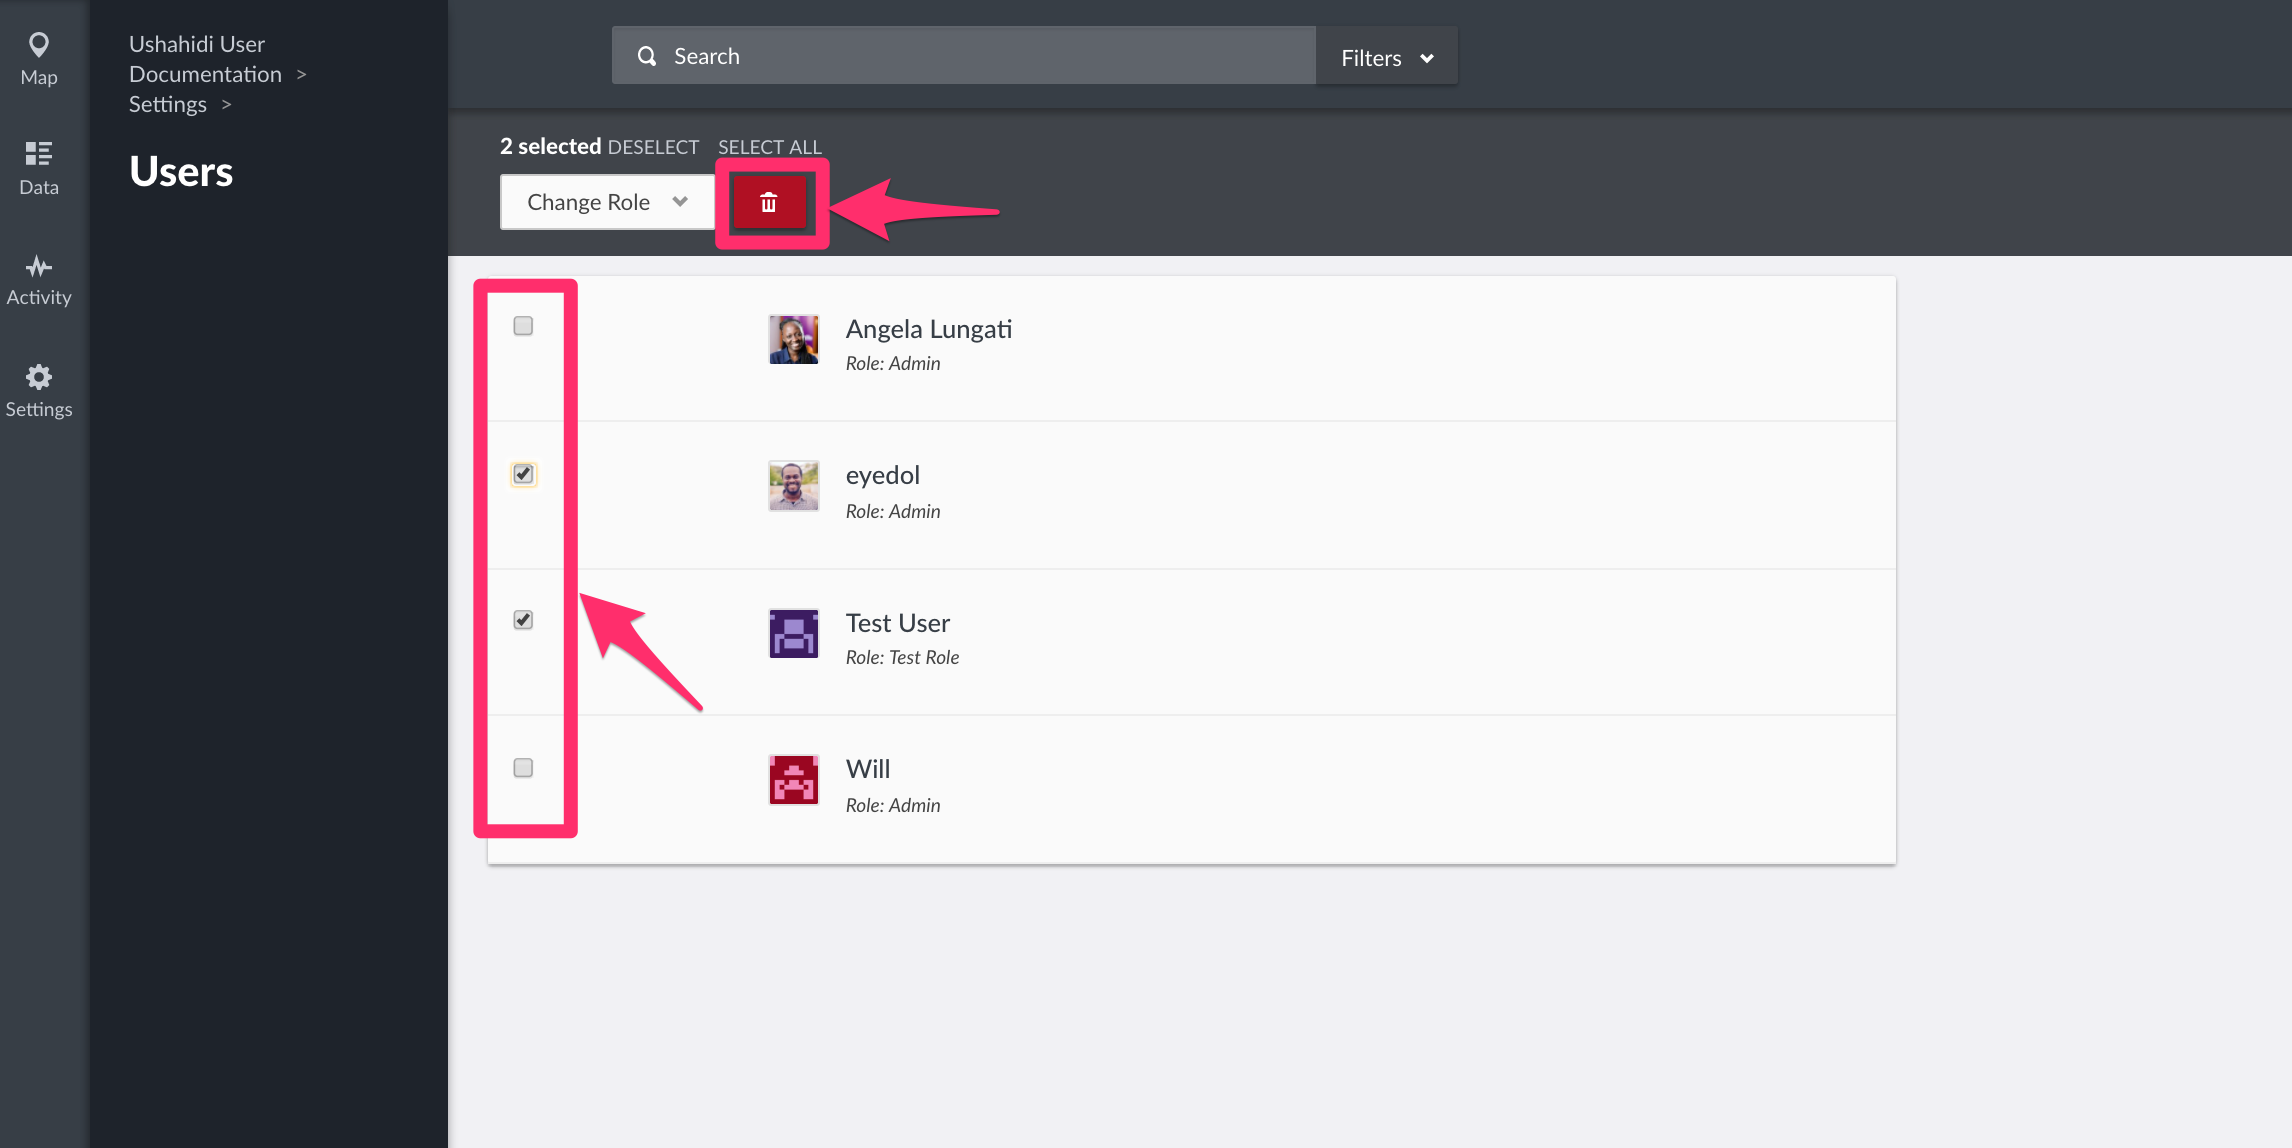 Map
Data
Activity
Settings
Ushahidi User
Documentation >
Settings >
Users
Search
Filters
2 selected DESELECT SELECT ALL
Change Role
Angela Lungati
Role: Admin
eyedol
Role: Admin
Test User
Role: Test Role
Will
Role: Admin